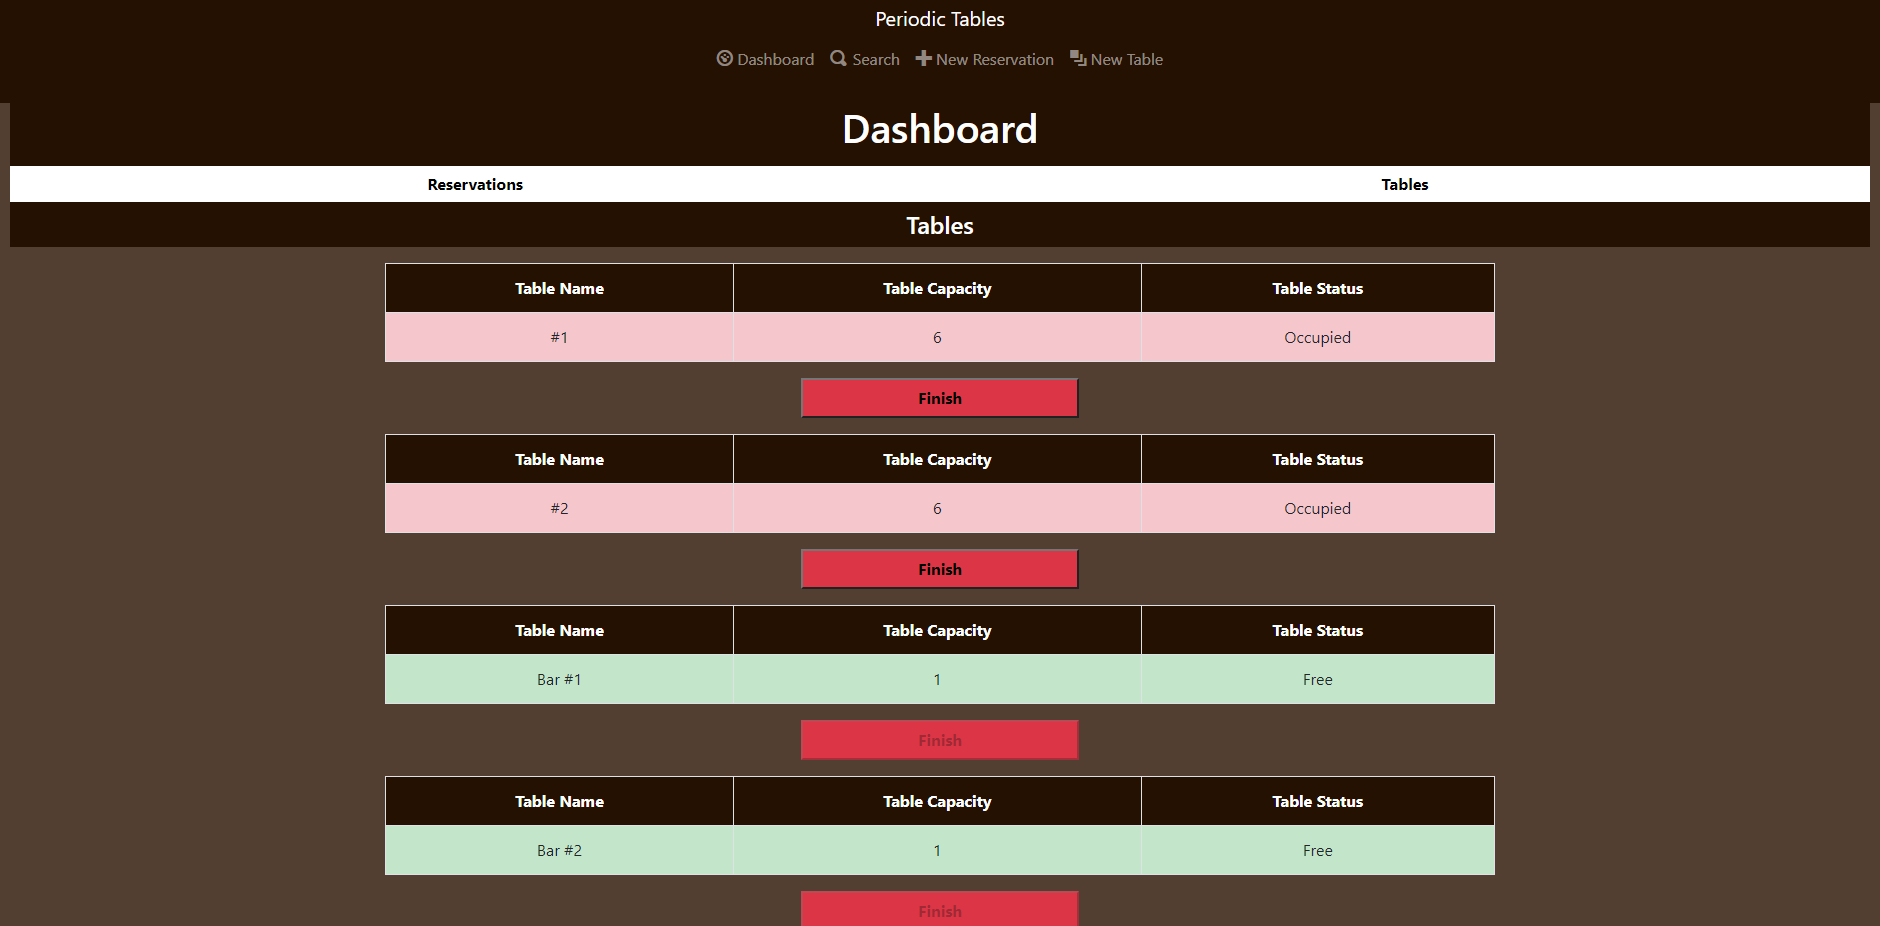 Periodic Tables
Dashboard Search New Reservation New Table
Dashboard
Reservations Tables
Tables
Table Name Table Capacity Table Status
#1 6 Occupied
Finish
Table Name Table Capacity Table Status
#2 6 Occupied
Finish
Table Name Table Capacity Table Status
Bar #1 1 Free
Finish
Table Name Table Capacity Table Status
Bar #2 1 Free
Finish